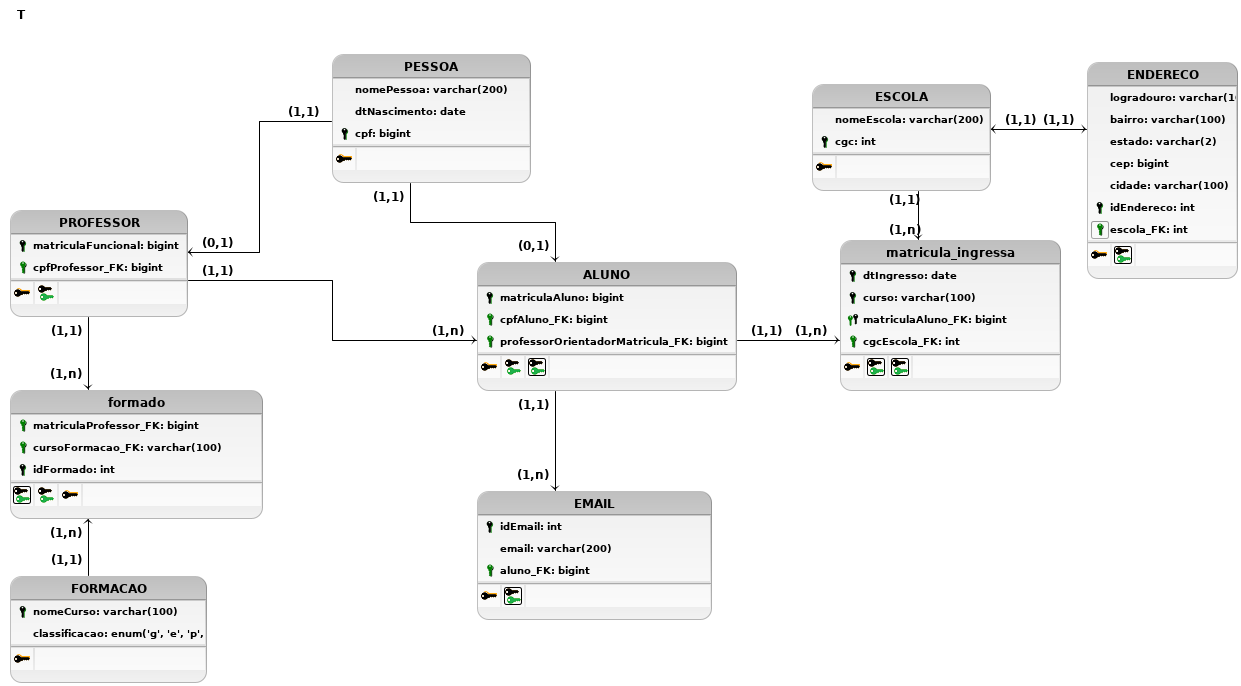 T
PESSOA
nomePessoa: varchar(200)
dtNascimento: date
cpf: bigint
(1,1)
(1,1)
ESCOLA
nomeEscola: varchar(200)
cgc: int
(1,1) (1,1)
ENDERECO
logradouro: varchar(1
bairro: varchar(100)
estado: varchar(2)
cep: bigint
cidade: varchar(100)
idEndereco: int
escola_FK: int
PROFESSOR
matriculaFuncional: bigint
cpfProfessor_FK: bigint
(0,1)
(1,1)
(0,1)
(1,1)
(1,n)
ALUNO
matriculaAluno: bigint
cpfAluno_FK: bigint
professorOrientadorMatricula_FK: bigint
(1,n)
(1,1) (1,n)
matricula_ingressa
dtIngresso: date
curso: varchar(100)
matriculaAluno_FK: bigint
cgcEscola_FK: int
(1,1)
(1,n)
formado
matriculaProfessor_FK: bigint
cursoFormacao_FK: varchar(100)
idFormado: int
(1,1)
(1,n)
EMAIL
idEmail: int
email: varchar(200)
aluno_FK: bigint
(1,n)
(1,1)
FORMACAO
nomeCurso: varchar(100)
classificacao: enum('g', 'e', 'p',